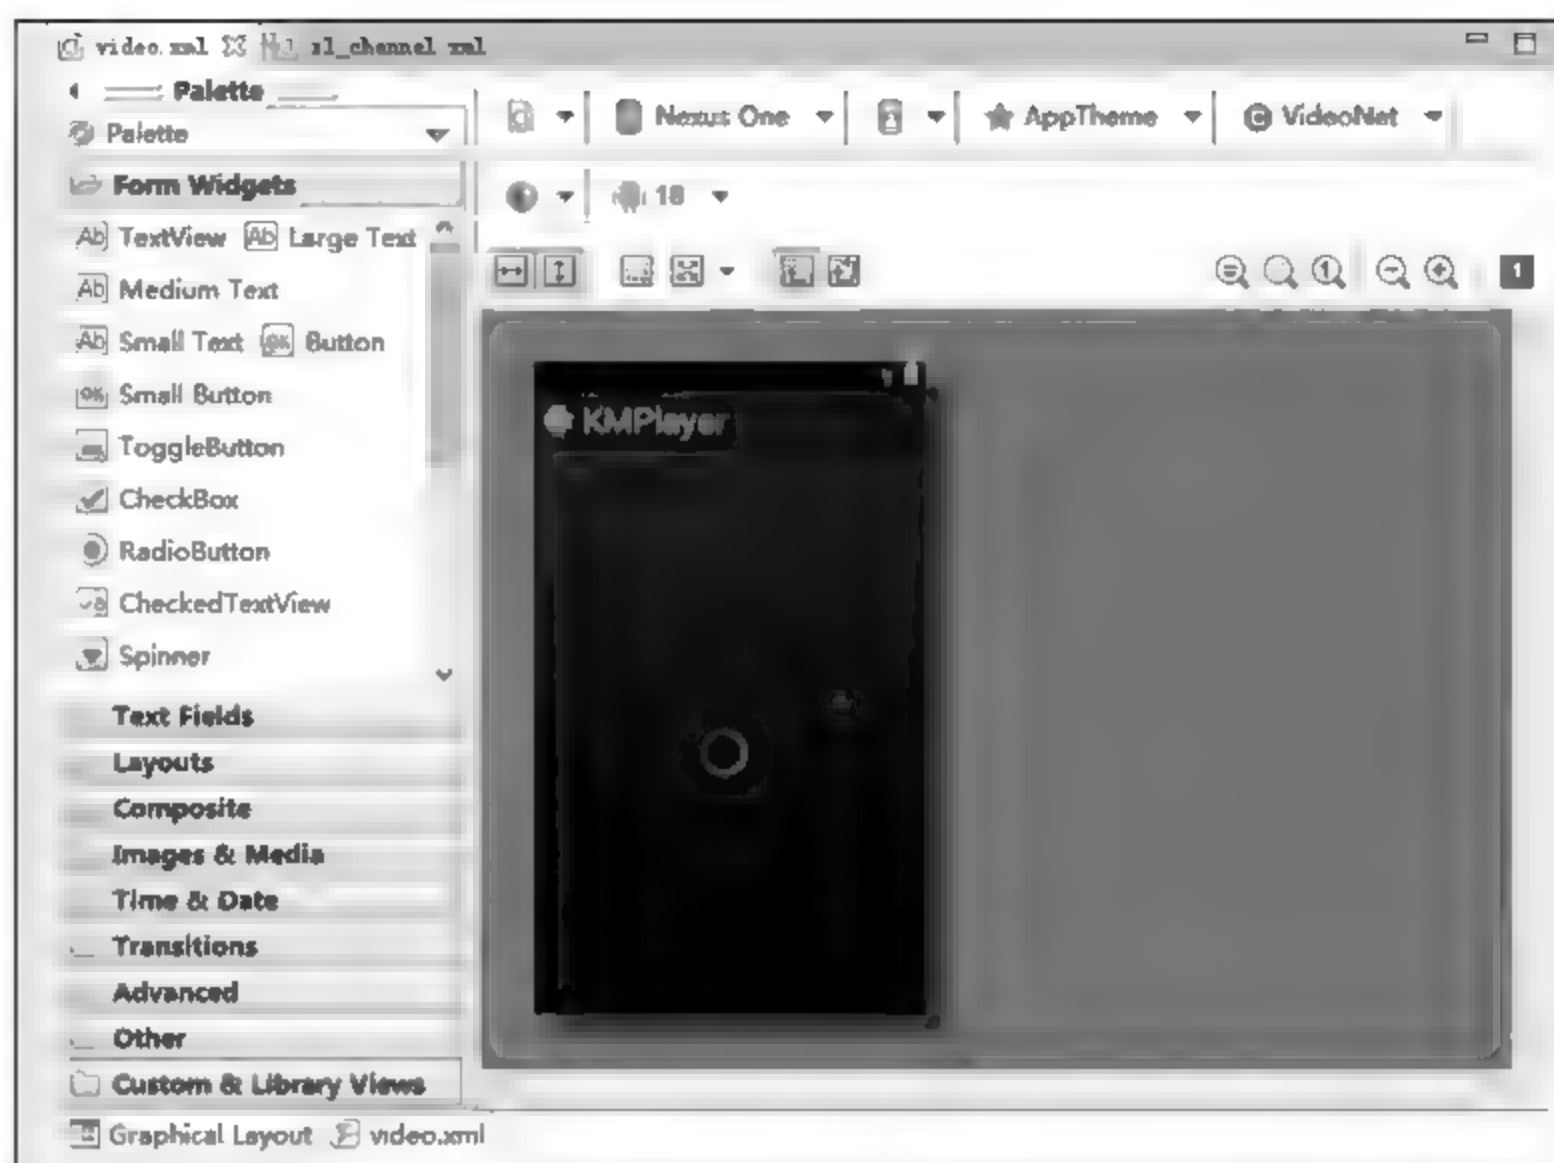 video.xml
Palette
Palette
Nexus One AppTheme VideoNet
Form Widgets
18
TextView Large Text
Medium Text
Small Text Button
Small Button
ToggleButton
CheckBox
RadioButton
CheckedTextView
Spinner
Text Fields
Layouts
Composite
Images & Media
Time & Date
Transitions
Advanced
Other
Custom & Library Views
Graphical Layout video.xml
KMPlayer